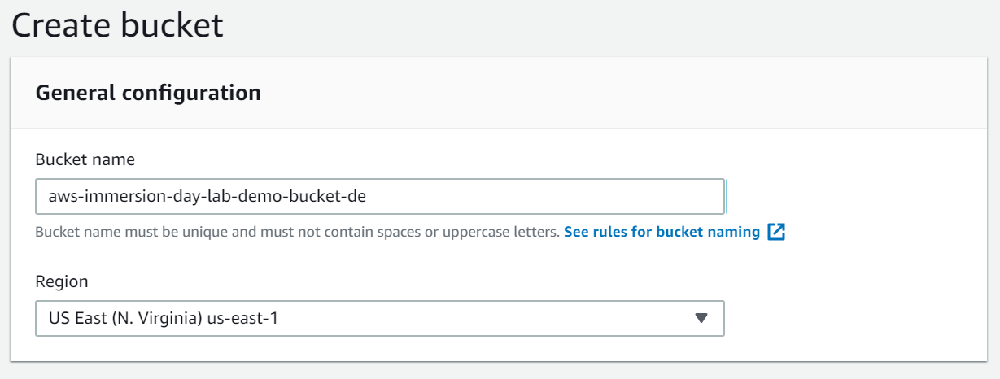 Create bucket
General configuration
Bucket name
aws-immersion-day-lab-demo-bucket-de
Bucket name must be unique and must not contain spaces or uppercase letters. See rules for bucket naming
Region
US East (N. Virginia) us-east-1